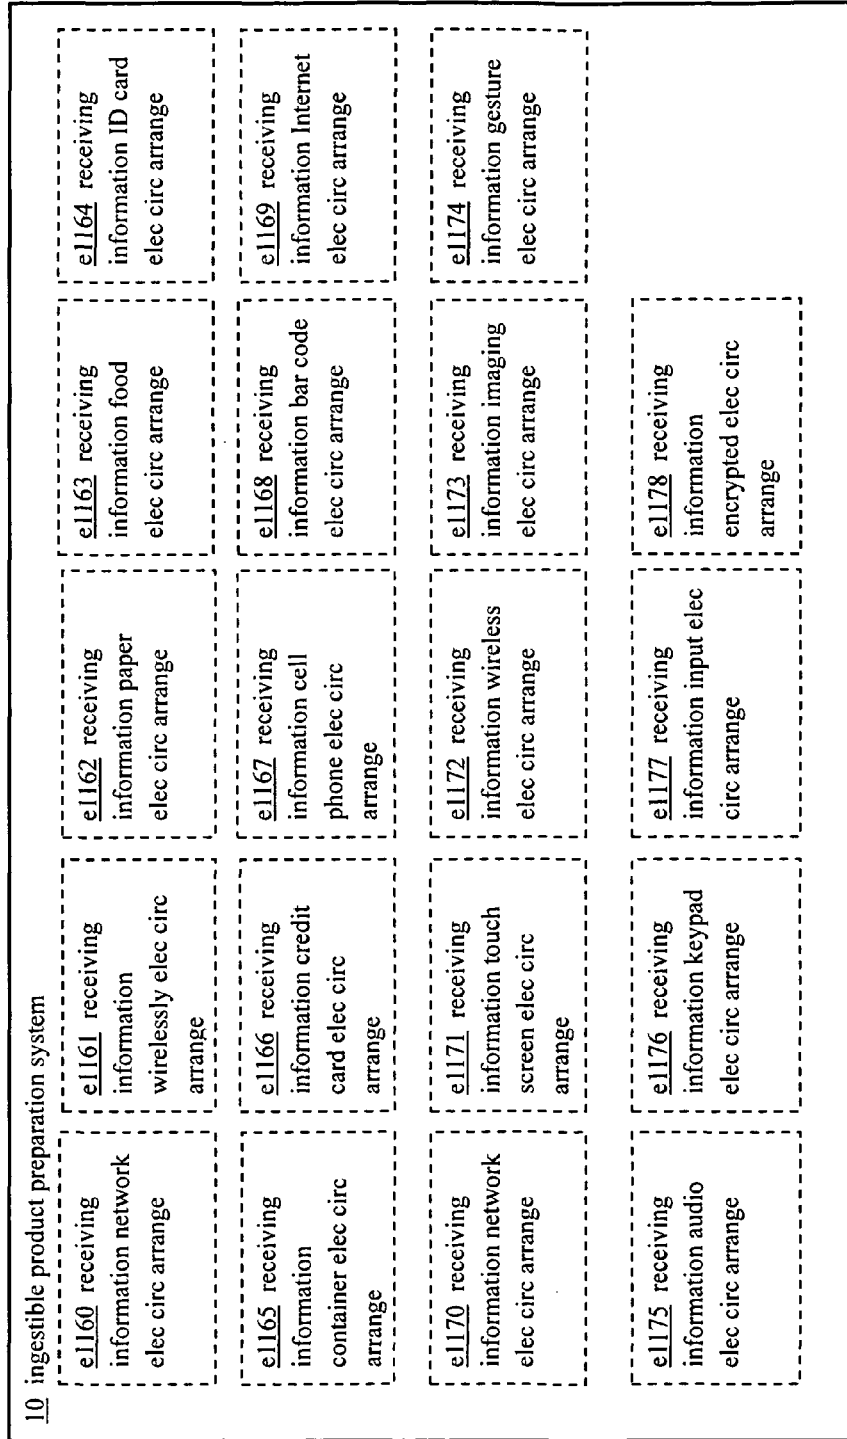 10 ingestible product preparation system
e1160 receiving
information network
elec circ arrange
e1161 receiving
information
wirelessly elec circ
arrange
e1162 receiving
information paper
elec circ arrange
e1163 receiving
information food
elec circ arrange
e1164 receiving
information ID card
elec circ arrange
e1165 receiving
information
container elec circ
arrange
e1166 receiving
information credit
card elec circ
arrange
e1167 receiving
information cell
phone elec circ
arrange
e1168 receiving
information bar code
elec circ arrange
e1169 receiving
information Internet
elec circ arrange
e1170 receiving
information network
elec circ arrange
e1171 receiving
information touch
screen elec circ
arrange
e1172 receiving
information wireless
elec circ arrange
e1173 receiving
information imaging
elec circ arrange
e1174 receiving
information gesture
elec circ arrange
e1175 receiving
information audio
elec circ arrange
e1176 receiving
information keypad
elec circ arrange
e1177 receiving
information input elec
circ arrange
e1178 receiving
information
encrypted elec circ
arrange